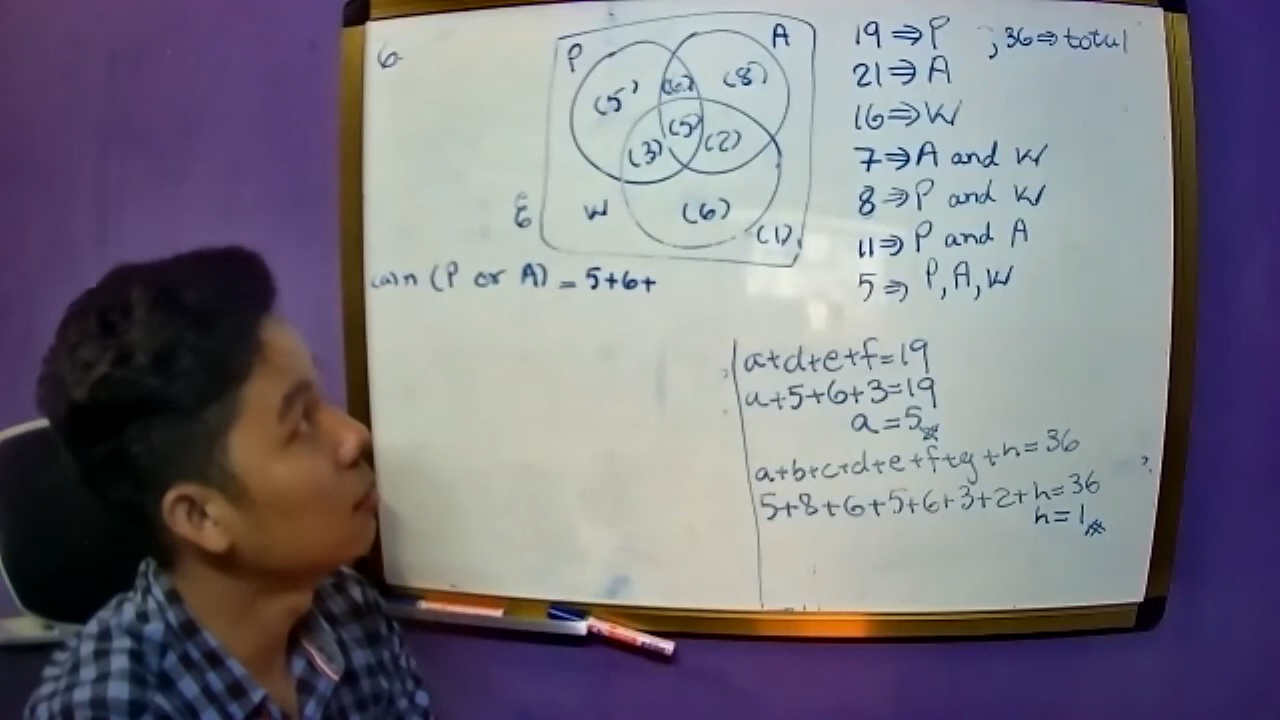 6.
P
A
(5)
(6)
(8)
(5)
(3)
(2)
W
(6)
(1)
ξ
(a) n (P or A) = 5+6+
19 ⇒ P , 36 ⇒ total
21 ⇒ A
16 ⇒ W
7 ⇒ A and W
8 ⇒ P and W
11 ⇒ P and A
5 ⇒ P, A, W
a+d+e+f=19
a+5+6+3=19
a=5
a+b+c+d+e+f+g+h=36
5+8+6+5+6+3+2+h=36
h=1